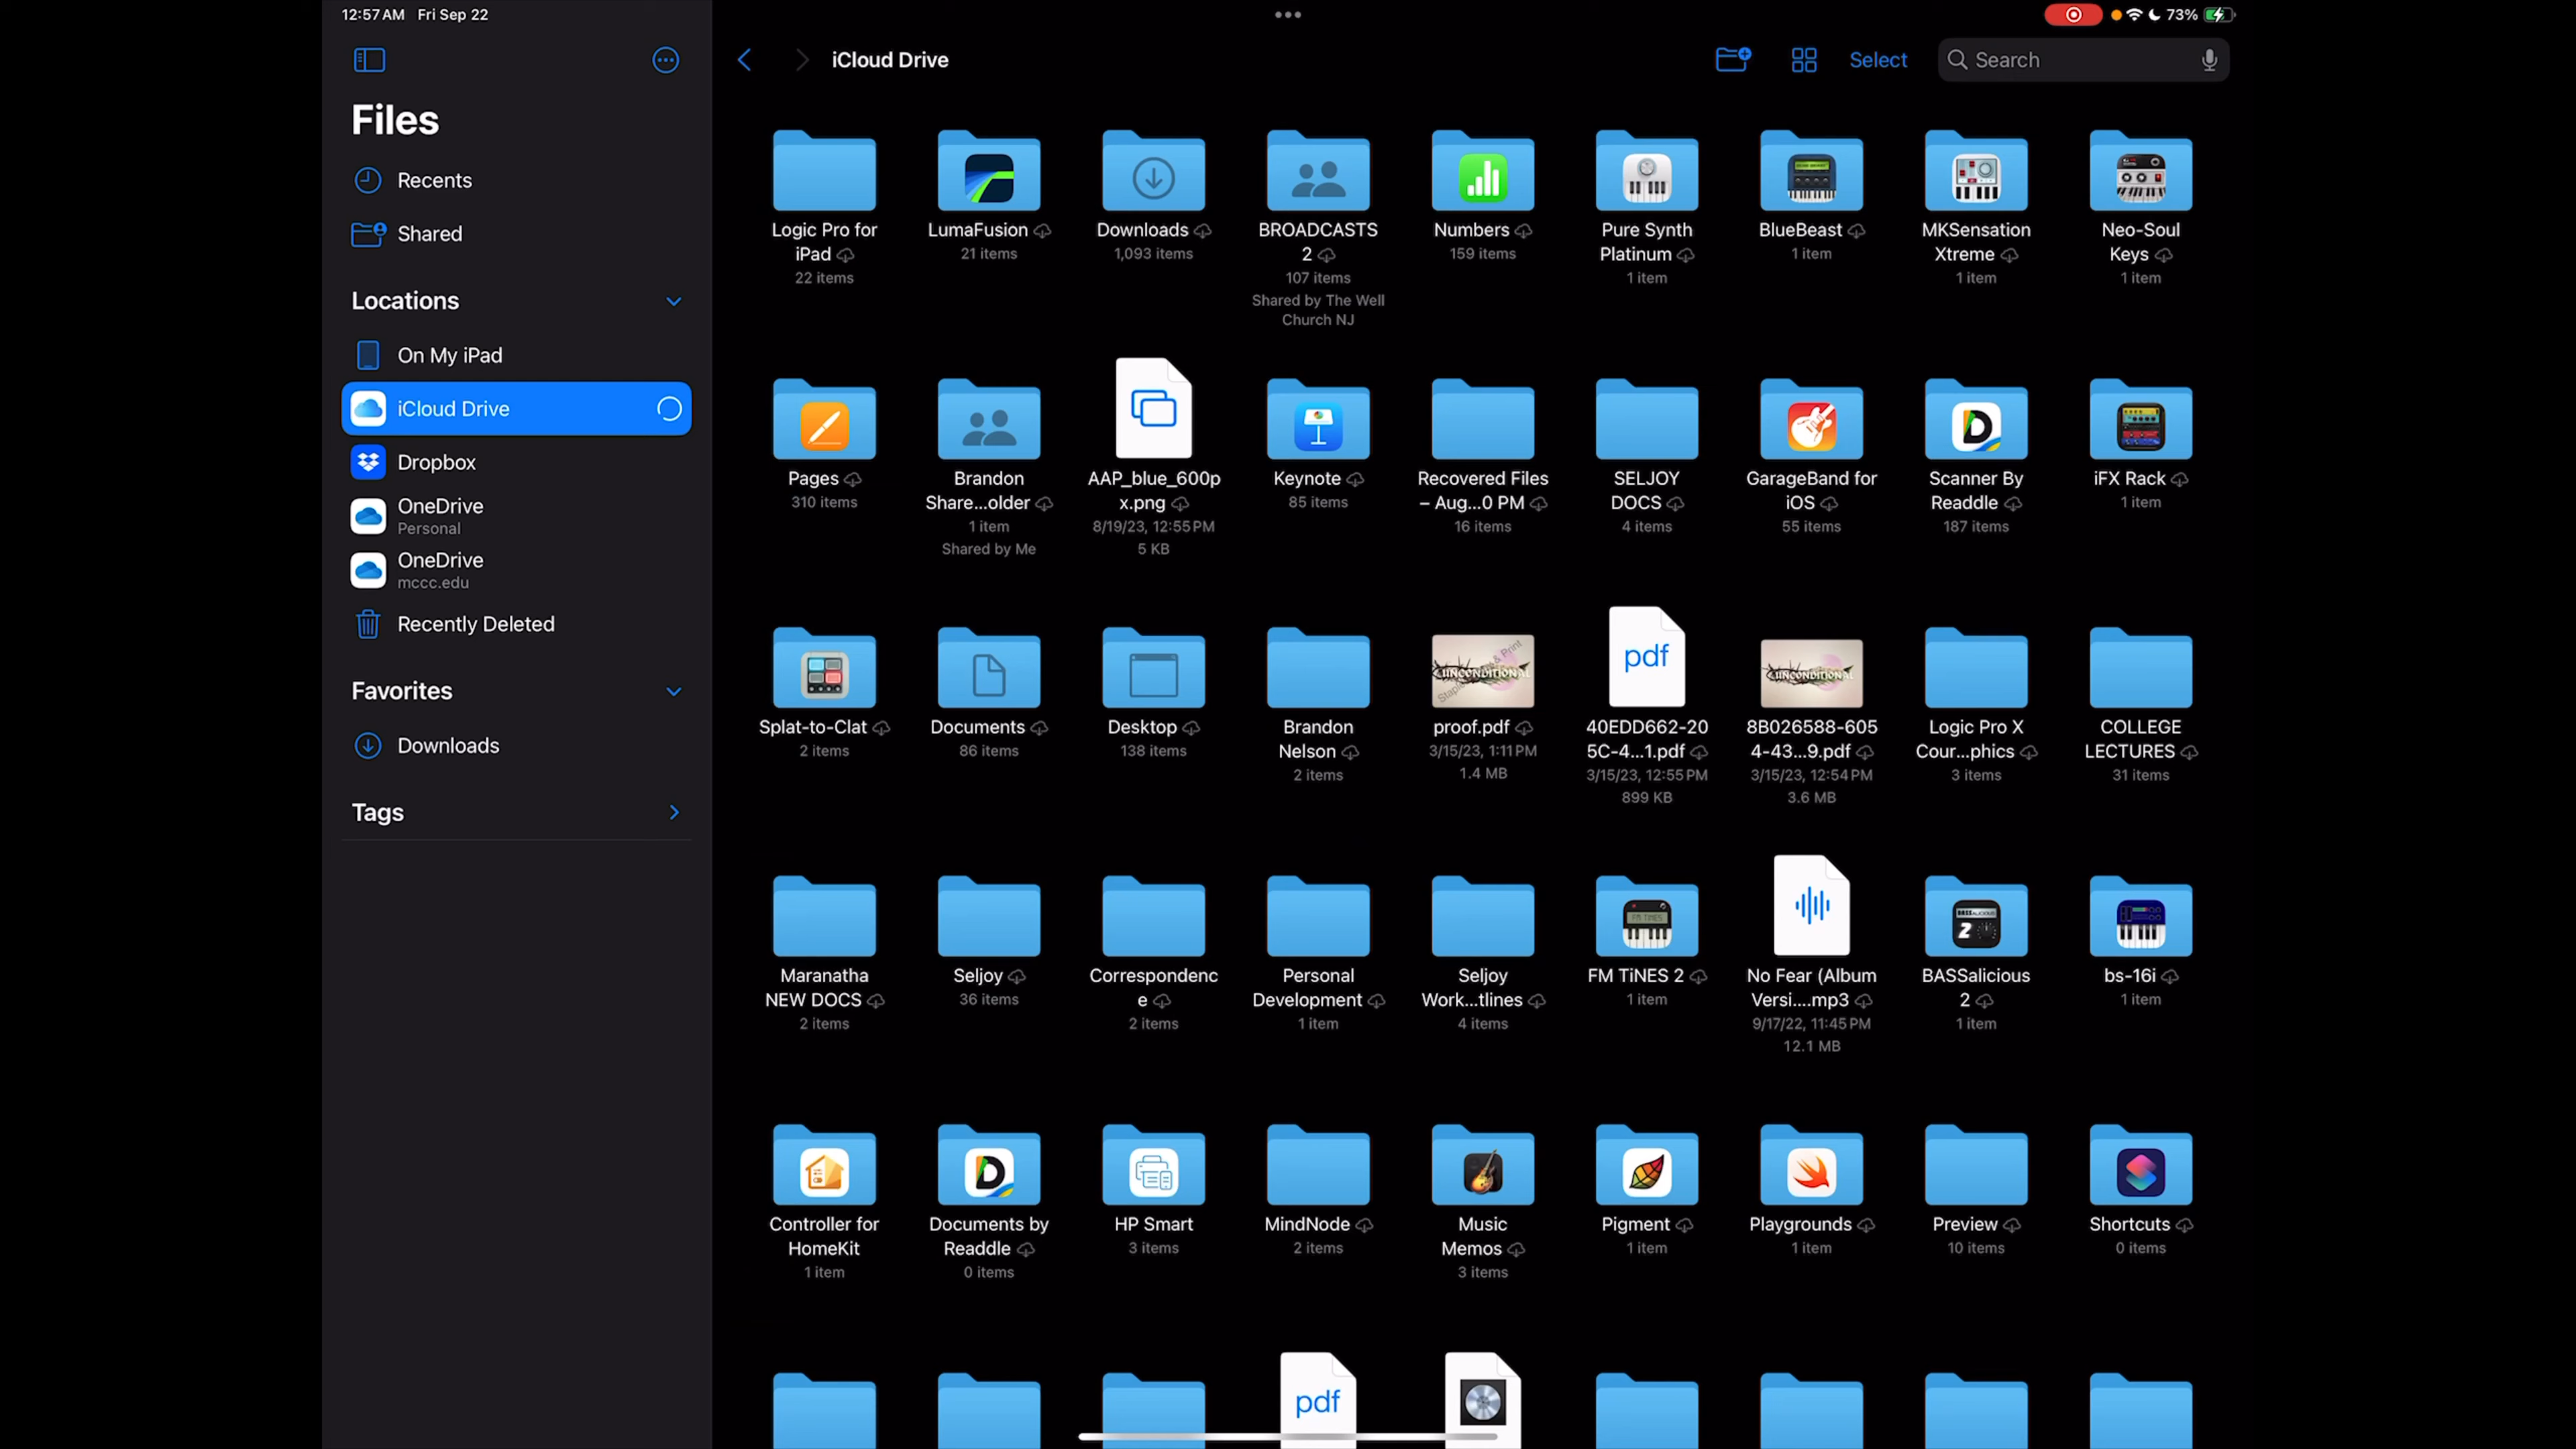 12:57 AM Fri Sep 22
73%
Files
Recents
Shared
Locations
On My iPad
iCloud Drive
Dropbox
OneDrive
Personal
OneDrive
mccc.edu
Recently Deleted
Favorites
Downloads
Tags
iCloud Drive
Select
Search
Logic Pro for
iPad
22 items
LumaFusion
21 items
Downloads
1,093 items
BROADCASTS
2
107 items
Shared by The Well
Church NJ
Numbers
159 items
Pure Synth
Platinum
1 item
BlueBeast
1 item
MKSensation
Xtreme
1 item
Neo-Soul
Keys
1 item
Pages
310 items
Brandon
Share...older
1 item
Shared by Me
AAP_blue_600p
x.png
8/19/23, 12:55 PM
5 KB
Keynote
85 items
Recovered Files
– Aug...0 PM
16 items
SELJOY
DOCS
4 items
GarageBand for
iOS
55 items
Scanner By
Readdle
187 items
iFX Rack
1 item
Splat-to-Clat
2 items
Documents
86 items
Desktop
138 items
Brandon
Nelson
2 items
UNCONDITIONAL
proof.pdf
3/15/23, 1:11 PM
1.4 MB
pdf
40EDD662-20
5C-4...1.pdf
3/15/23, 12:55 PM
899 KB
UNCONDITIONAL
8B026588-605
4-43...9.pdf
3/15/23, 12:54 PM
3.6 MB
Logic Pro X
Cour...phics
3 items
COLLEGE
LECTURES
31 items
Maranatha
NEW DOCS
2 items
Seljoy
36 items
Correspondenc
e
2 items
Personal
Development
1 item
Seljoy
Work...tlines
4 items
FM TiNES 2
1 item
No Fear (Album
Versi....mp3
9/17/22, 11:45 PM
12.1 MB
BASSalicious
2
1 item
bs-16i
1 item
Controller for
HomeKit
1 item
Documents by
Readdle
0 items
HP Smart
3 items
MindNode
2 items
Music
Memos
3 items
Pigment
1 item
Playgrounds
1 item
Preview
10 items
Shortcuts
0 items
pdf